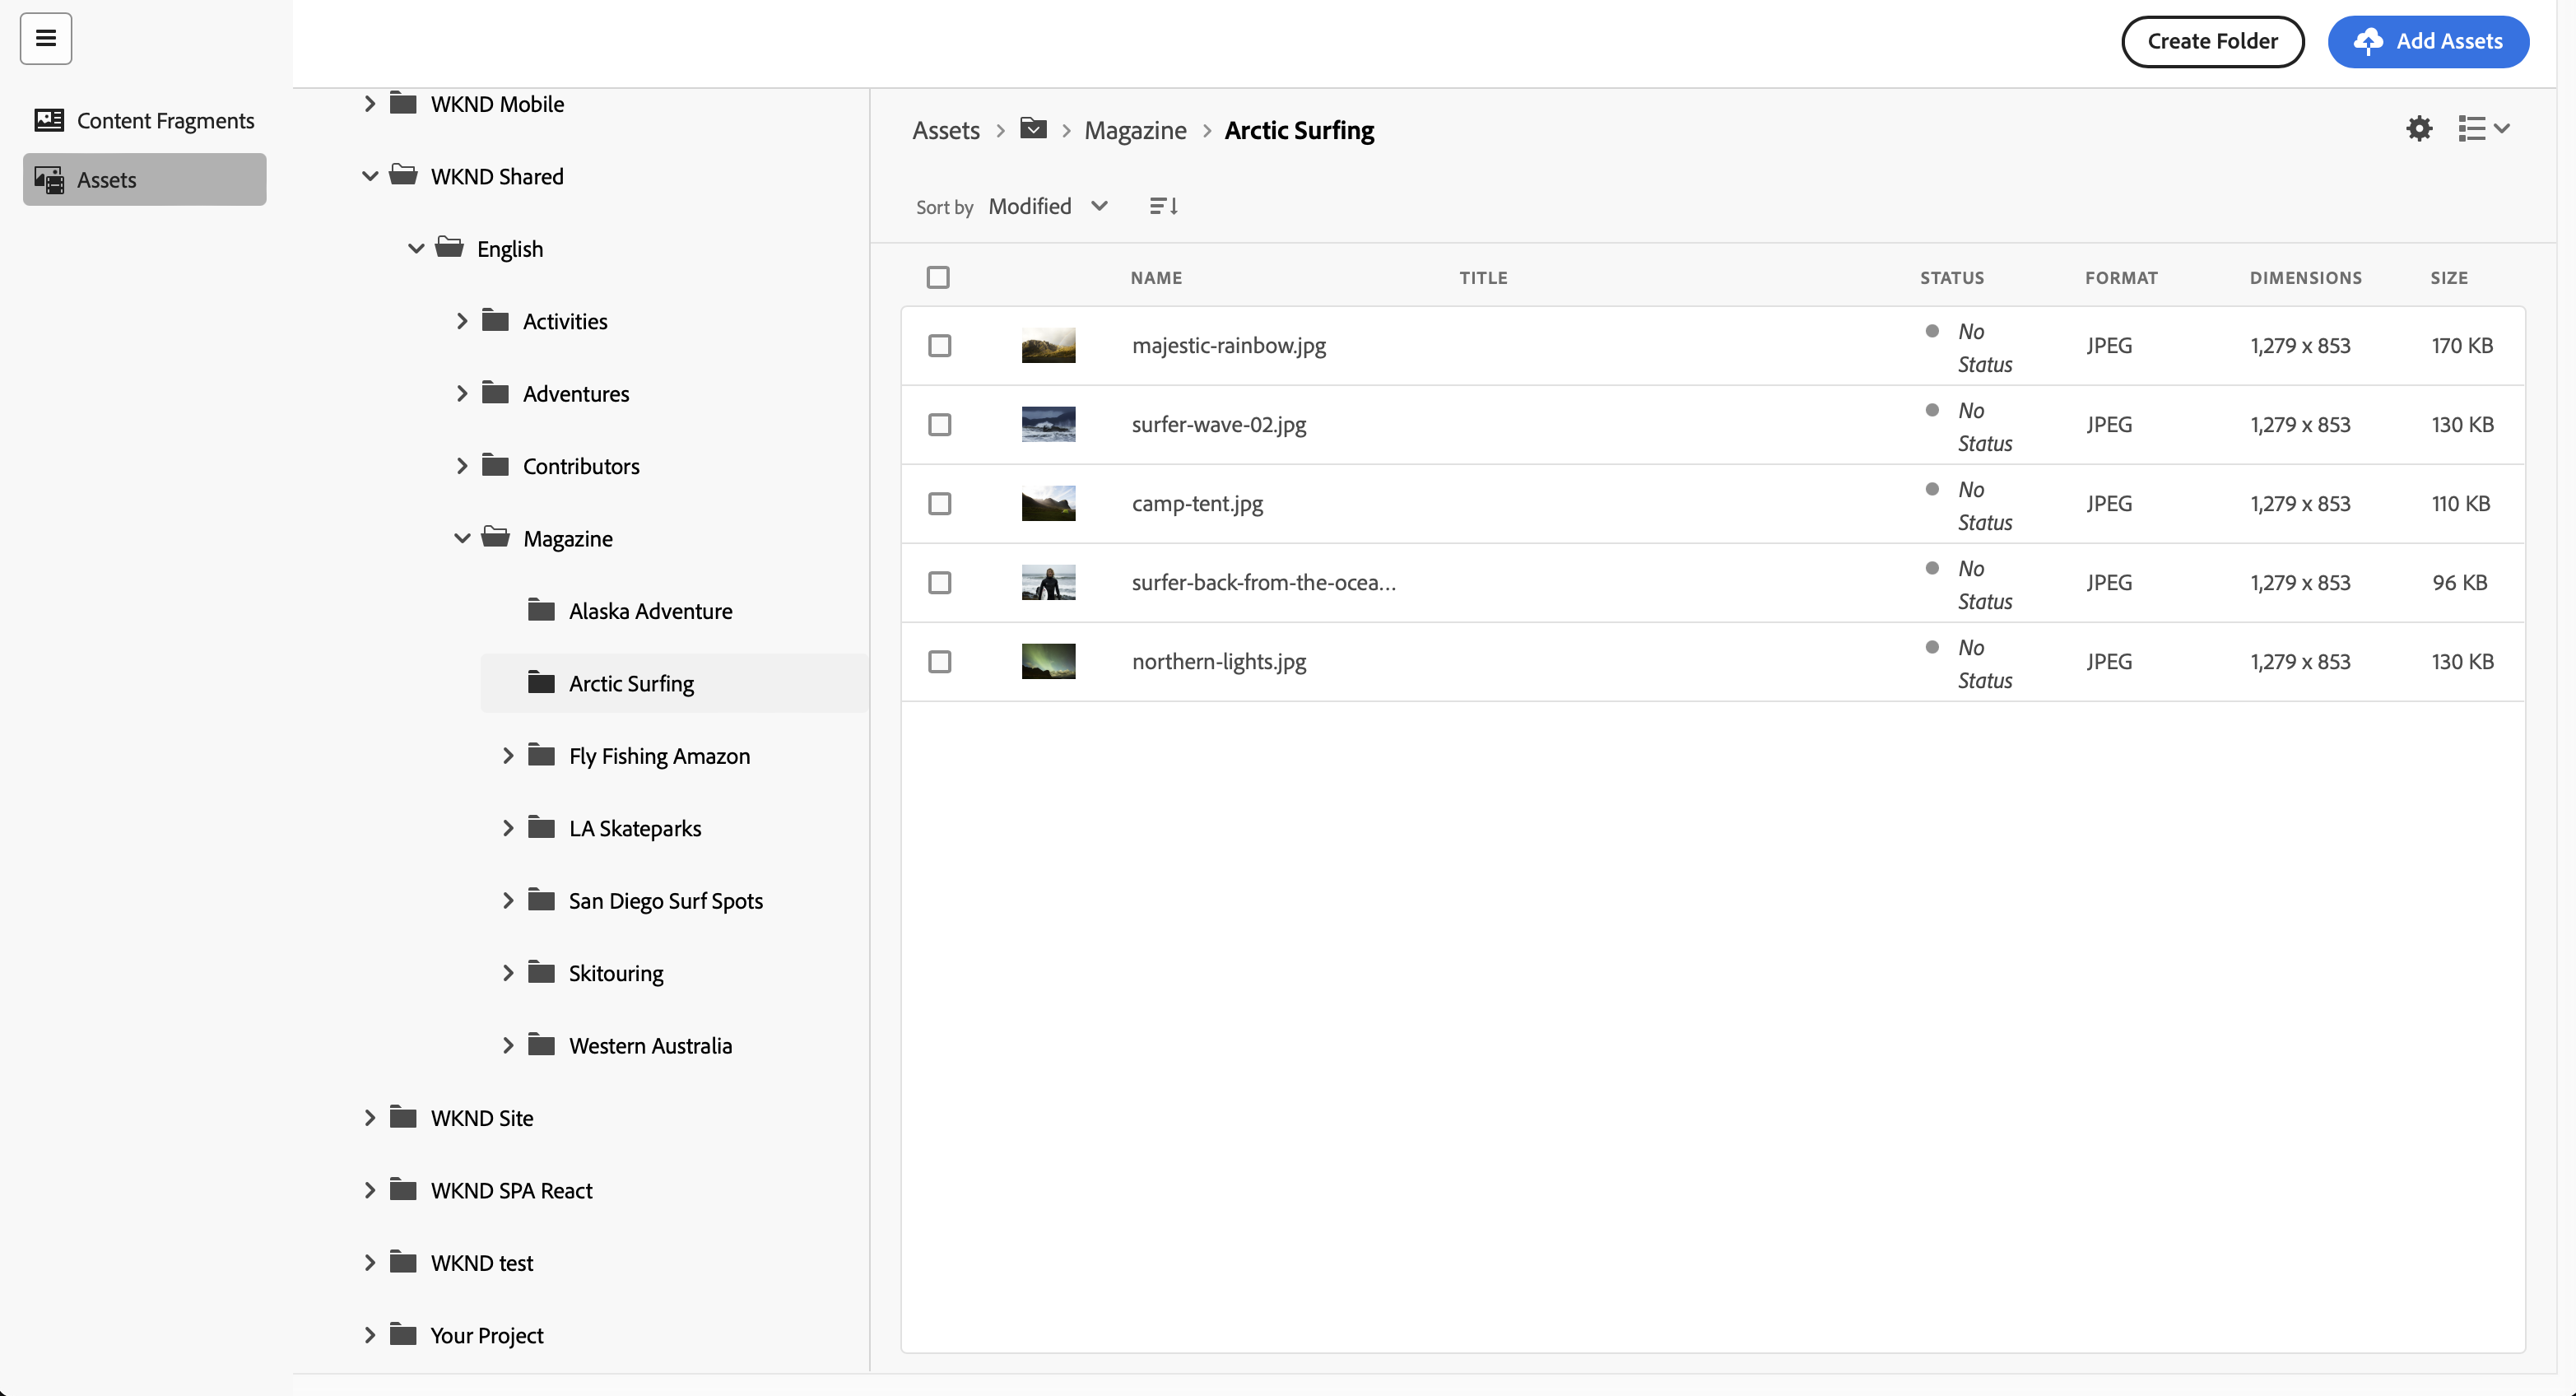 Create Folder
Add Assets
Content Fragments
Assets
WKND Mobile
WKND Shared
English
Activities
Adventures
Contributors
Magazine
Alaska Adventure
Arctic Surfing
Fly Fishing Amazon
LA Skateparks
San Diego Surf Spots
Skitouring
Western Australia
WKND Site
WKND SPA React
WKND test
Your Project
Assets > > Magazine > Arctic Surfing
Sort by Modified
NAME TITLE STATUS FORMAT DIMENSIONS SIZE
majestic-rainbow.jpg No Status JPEG 1,279 x 853 170 KB
surfer-wave-02.jpg No Status JPEG 1,279 x 853 130 KB
camp-tent.jpg No Status JPEG 1,279 x 853 110 KB
surfer-back-from-the-ocea... No Status JPEG 1,279 x 853 96 KB
northern-lights.jpg No Status JPEG 1,279 x 853 130 KB